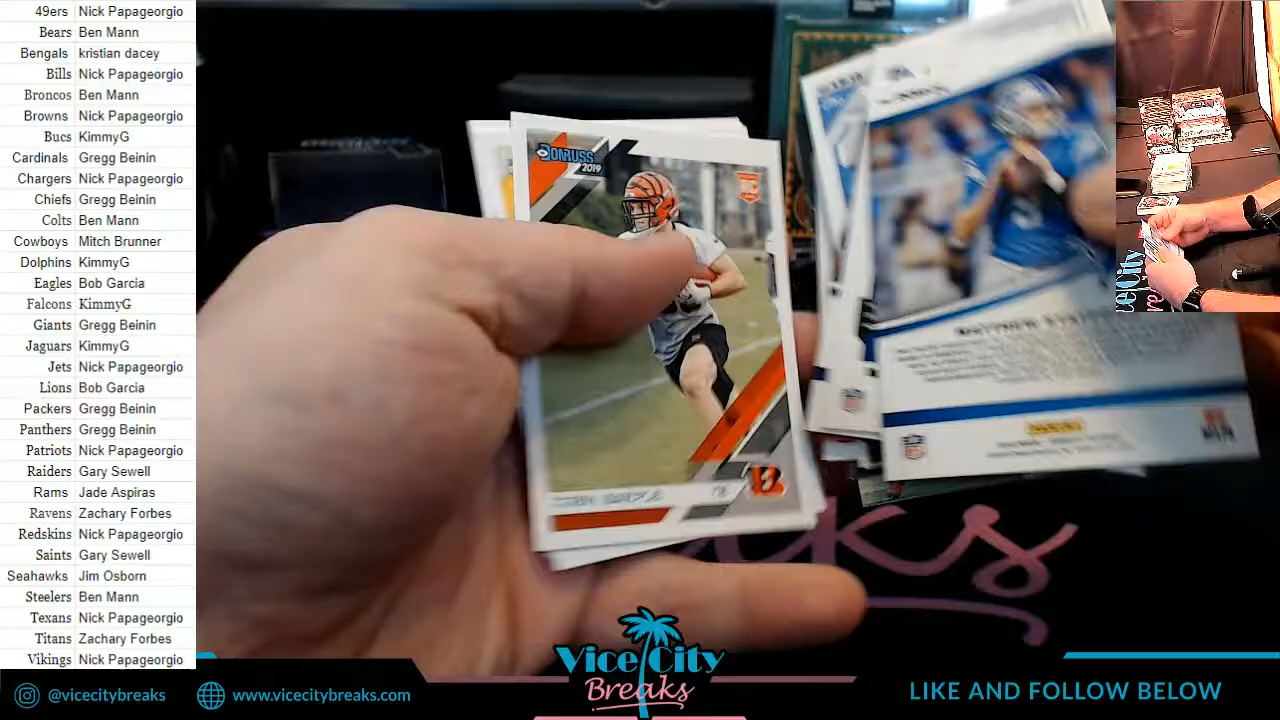 49ers Nick Papageorgio
Bears Ben Mann
Bengals kristian dacey
Bills Nick Papageorgio
Broncos Ben Mann
Browns Nick Papageorgio
Bucs KimmyG
Cardinals Gregg Beinin
Chargers Nick Papageorgio
Chiefs Gregg Beinin
Colts Ben Mann
Cowboys Mitch Brunner
Dolphins KimmyG
Eagles Bob Garcia
Falcons KimmyG
Giants Gregg Beinin
Jaguars KimmyG
Jets Nick Papageorgio
Lions Bob Garcia
Packers Gregg Beinin
Panthers Gregg Beinin
Patriots Nick Papageorgio
Raiders Gary Sewell
Rams Jade Aspiras
Ravens Zachary Forbes
Redskins Nick Papageorgio
Saints Gary Sewell
Seahawks Jim Osborn
Steelers Ben Mann
Texans Nick Papageorgio
Titans Zachary Forbes
Vikings Nick Papageorgio
DONRUSS
2019
MATTHEW
PANINI
Vice City
Breaks
@vicecitybreaks
www.vicecitybreaks.com
LIKE AND FOLLOW BELOW